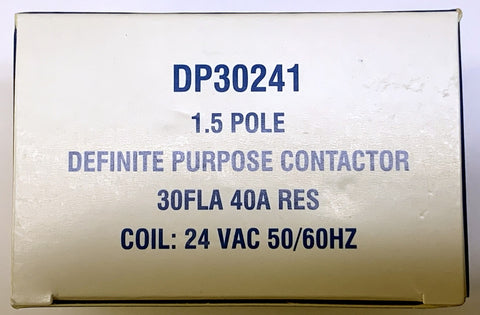 DP30241
1.5 POLE
DEFINITE PURPOSE CONTACTOR
30FLA 40A RES
COIL: 24 VAC 50/60HZ